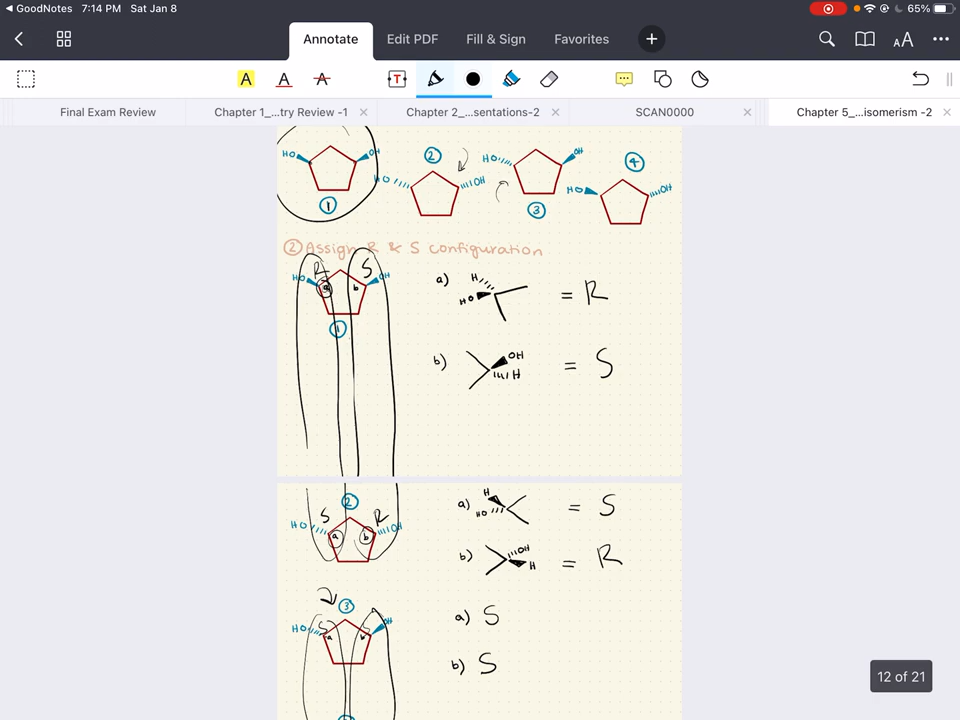 GoodNotes 7:14 PM Sat Jan 8 65%
Annotate Edit PDF Fill & Sign Favorites
Final Exam Review Chapter 1_...try Review -1 Chapter 2_...sentations-2 SCAN0000 Chapter 5_...isomerism -2
HO OH HO OH HO OH HO OH
1 2 3 4
② Assign R & S configuration
R S
HO a b OH
1
a) H HO = R
b) OH H = S
2
S R
HO a b OH
a) H HO = S
b) OH H = R
3
S S
HO a b OH
a) S
b) S
12 of 21